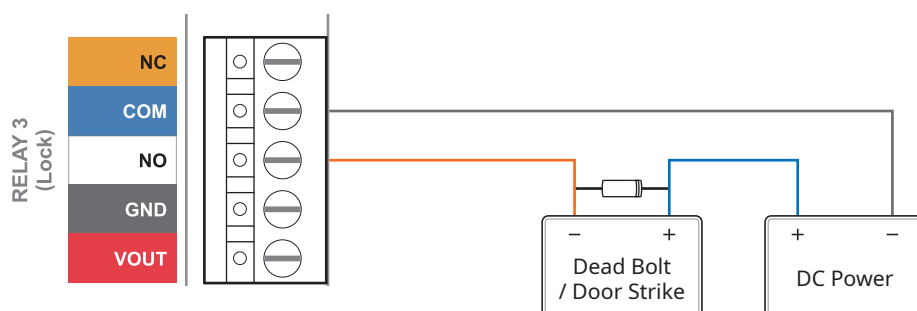 RELAY 3
(Lock)
NC
COM
NO
GND
VOUT
− +
Dead Bolt
/ Door Strike
+ −
DC Power